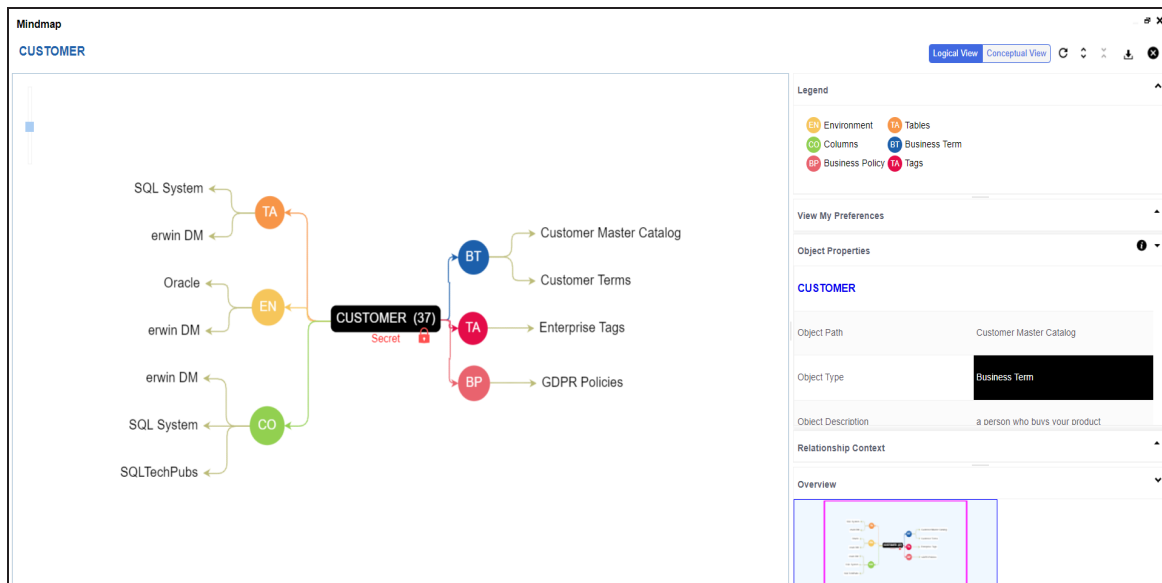 Mindmap
CUSTOMER
Logical View Conceptual View
SQL System
TA
erwin DM
Oracle
EN
erwin DM
erwin DM
SQL System
CO
SQLTechPubs
CUSTOMER (37)
Secret
BT
Customer Master Catalog
Customer Terms
TA
Enterprise Tags
BP
GDPR Policies
Legend
EN Environment TA Tables
CO Columns BT Business Term
BP Business Policy TA Tags
View My Preferences
Object Properties
CUSTOMER
Object Path Customer Master Catalog
Object Type Business Term
Object Description a person who buys your product
Relationship Context
Overview